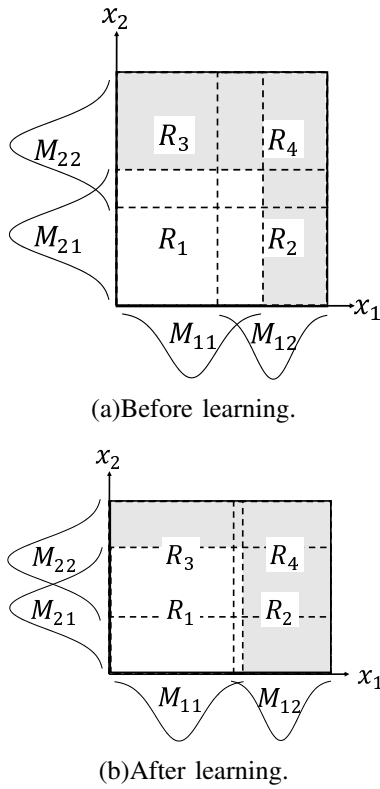 x₂
R₃ R₄
M₂₂
M₂₁ R₁ R₂
x₁
M₁₁ M₁₂
(a)Before learning.
x₂
M₂₂ R₃ R₄
M₂₁ R₁ R₂
x₁
M₁₁ M₁₂
(b)After learning.